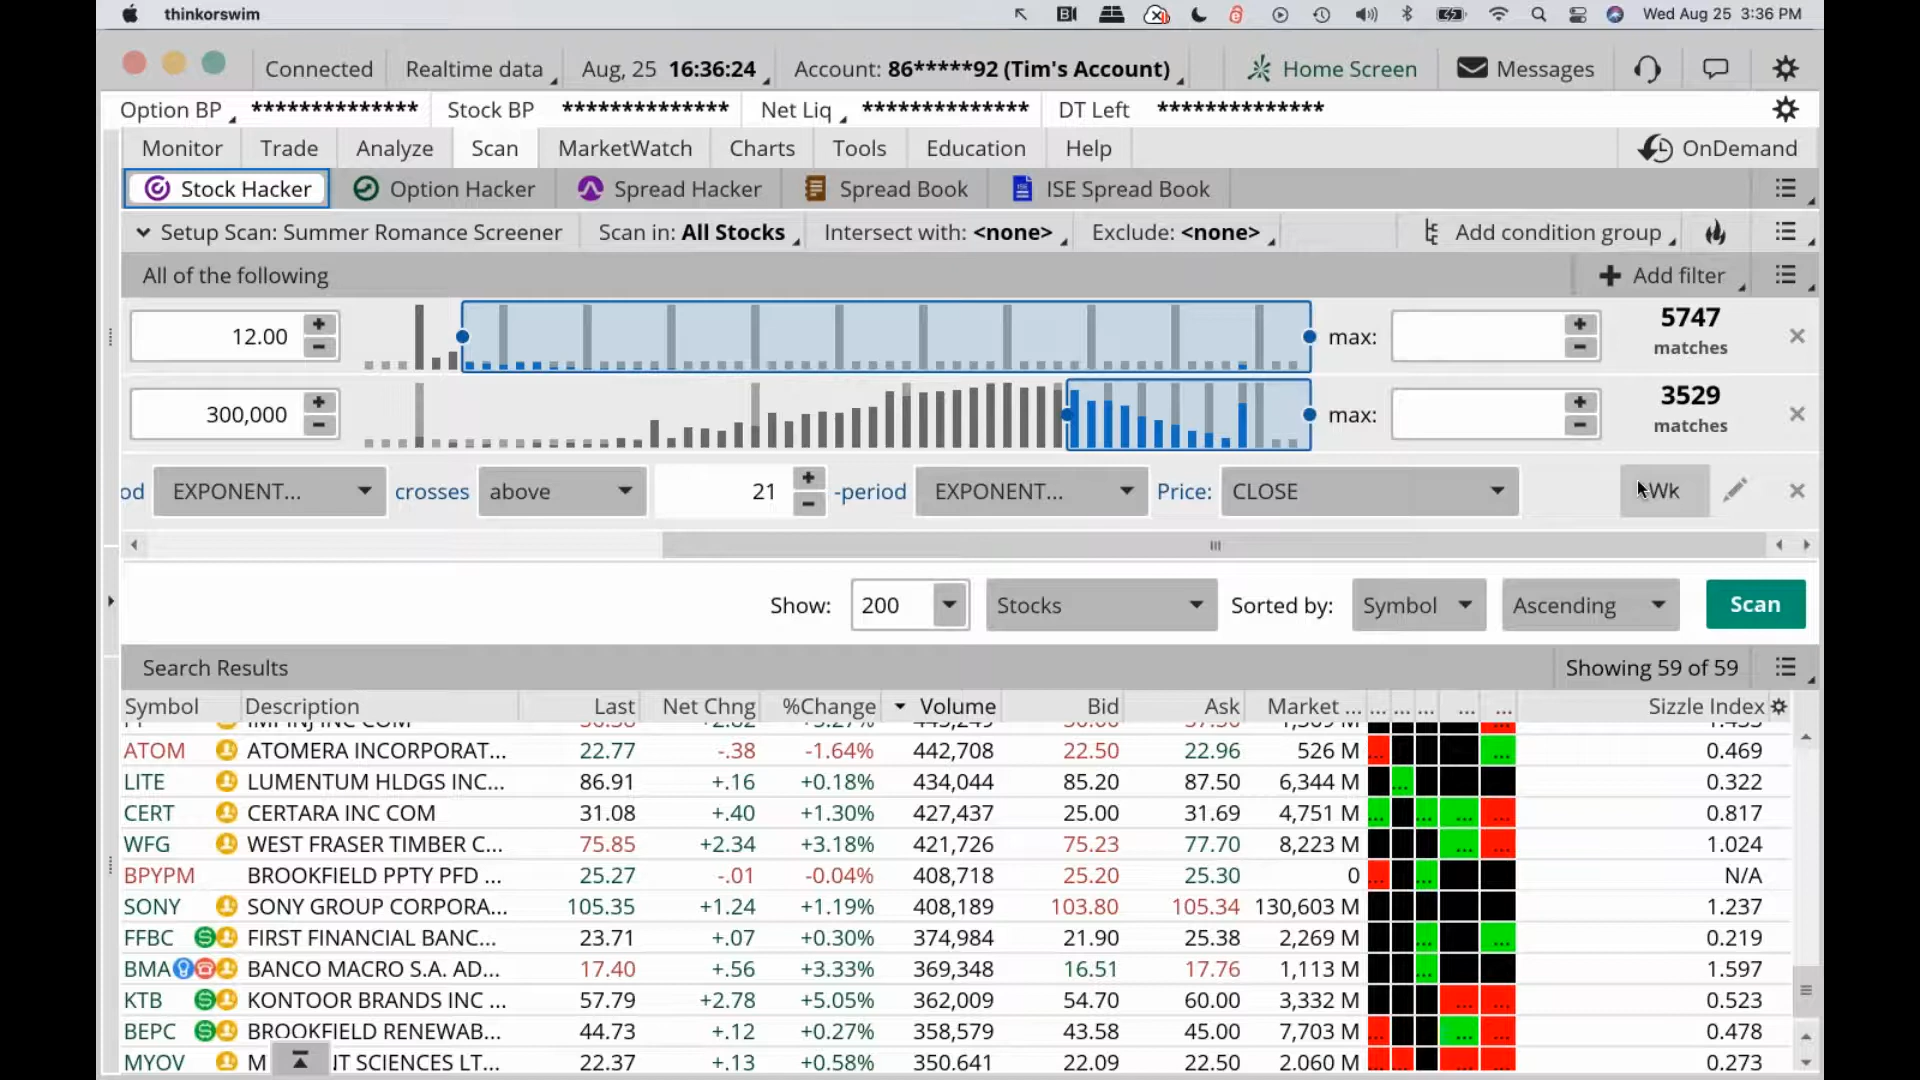 thinkorswim Wed Aug 25 3:36 PM
Connected Realtime data Aug, 25 16:36:24 Account: 86*****92 (Tim's Account) Home Screen Messages
Option BP ************** Stock BP ************** Net Liq ************** DT Left **************
Monitor Trade Analyze Scan MarketWatch Charts Tools Education Help OnDemand
Stock Hacker Option Hacker Spread Hacker Spread Book ISE Spread Book
Setup Scan: Summer Romance Screener Scan in: All Stocks Intersect with: <none> Exclude: <none> Add condition group
All of the following Add filter
12.00 max: 5747 matches
300,000 max: 3529 matches
od EXPONENT... crosses above 21 -period EXPONENT... Price: CLOSE Wk
Show: 200 Stocks Sorted by: Symbol Ascending Scan
Search Results Showing 59 of 59
Symbol Description Last Net Chng %Change Volume Bid Ask Market ... ... ... ... ... ... Sizzle Index
ATOM ATOMERA INCORPORAT... 22.77 -.38 -1.64% 442,708 22.50 22.96 526 M ... ... 0.469
LITE LUMENTUM HLDGS INC... 86.91 +.16 +0.18% 434,044 85.20 87.50 6,344 M ... 0.322
CERT CERTARA INC COM 31.08 +.40 +1.30% 427,437 25.00 31.69 4,751 M ... ... ... ... 0.817
WFG WEST FRASER TIMBER C... 75.85 +2.34 +3.18% 421,726 75.23 77.70 8,223 M ... ... 1.024
BPYPM BROOKFIELD PPTY PFD ... 25.27 -.01 -0.04% 408,718 25.20 25.30 0 ... ... N/A
SONY SONY GROUP CORPORA... 105.35 +1.24 +1.19% 408,189 103.80 105.34 130,603 M 1.237
FFBC FIRST FINANCIAL BANC... 23.71 +.07 +0.30% 374,984 21.90 25.38 2,269 M ... ... 0.219
BMA BANCO MACRO S.A. AD... 17.40 +.56 +3.33% 369,348 16.51 17.76 1,113 M ... 1.597
KTB KONTOOR BRANDS INC ... 57.79 +2.78 +5.05% 362,009 54.70 60.00 3,332 M ... ... 0.523
BEPC BROOKFIELD RENEWAB... 44.73 +.12 +0.27% 358,579 43.58 45.00 7,703 M ... ... ... 0.478
MYOV M IT SCIENCES LT... 22.37 +.13 +0.58% 350.641 22.09 22.50 2.060 M ... ... ... ... 0.273